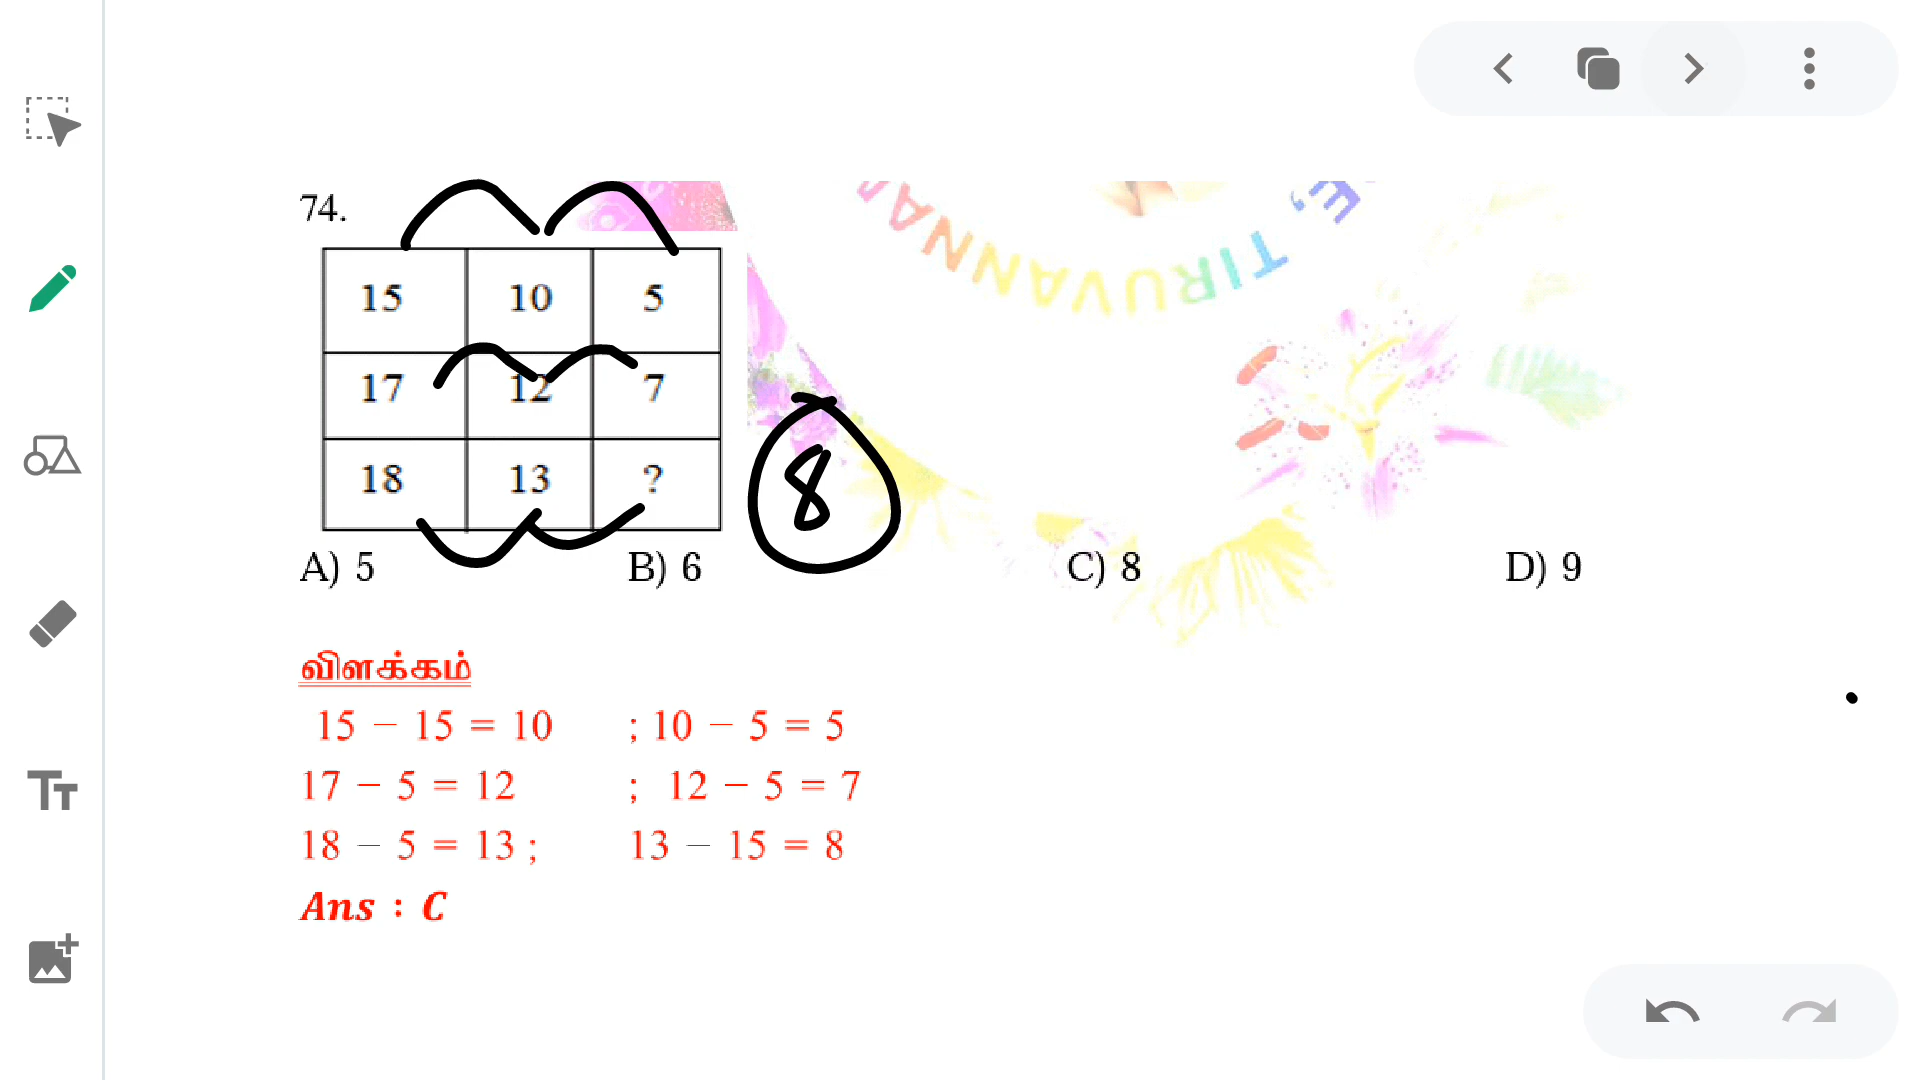 74.
15 10 5
17 12 7
18 13 ?
8
A) 5 B) 6 C) 8 D) 9
விளக்கம்
15 − 15 = 10 ; 10 − 5 = 5
17 − 5 = 12 ; 12 − 5 = 7
18 − 5 = 13 ; 13 − 15 = 8
Ans : C
E, TIRUVANNA